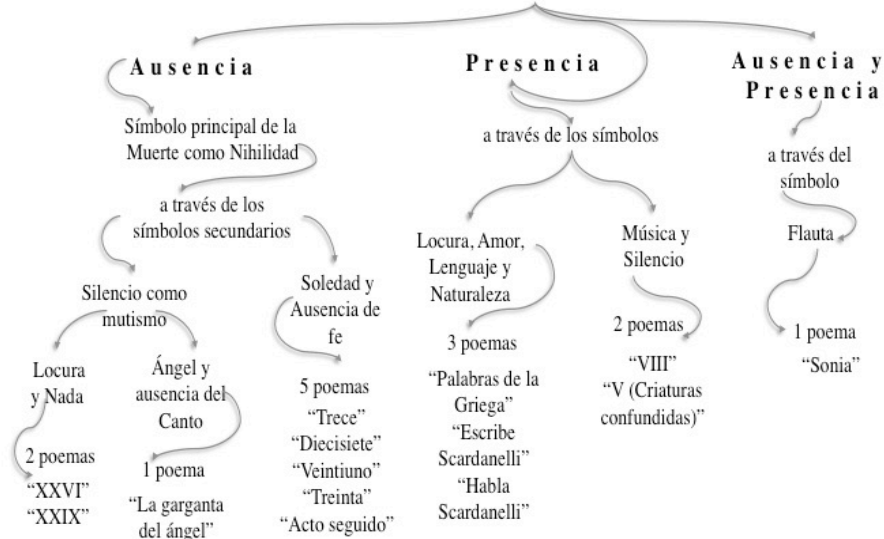 Ausencia
Símbolo principal de la
Muerte como Nihilidad
a través de los
símbolos secundarios
Silencio como
mutismo
Locura
y Nada
2 poemas
“XXVI”
“XXIX”
Ángel y
ausencia del
Canto
1 poema
“La garganta
del ángel”
Soledad y
Ausencia de
fe
5 poemas
“Trece”
“Diecisiete”
“Veintiuno”
“Treinta”
“Acto seguido”
Presencia
a través de los símbolos
Locura, Amor,
Lenguaje y
Naturaleza
3 poemas
“Palabras de la
Griega”
“Escribe
Scardanelli”
“Habla
Scardanelli”
Música y
Silencio
2 poemas
“VIII”
“V (Criaturas
confundidas)”
Ausencia y
Presencia
a través del
símbolo
Flauta
1 poema
“Sonia”